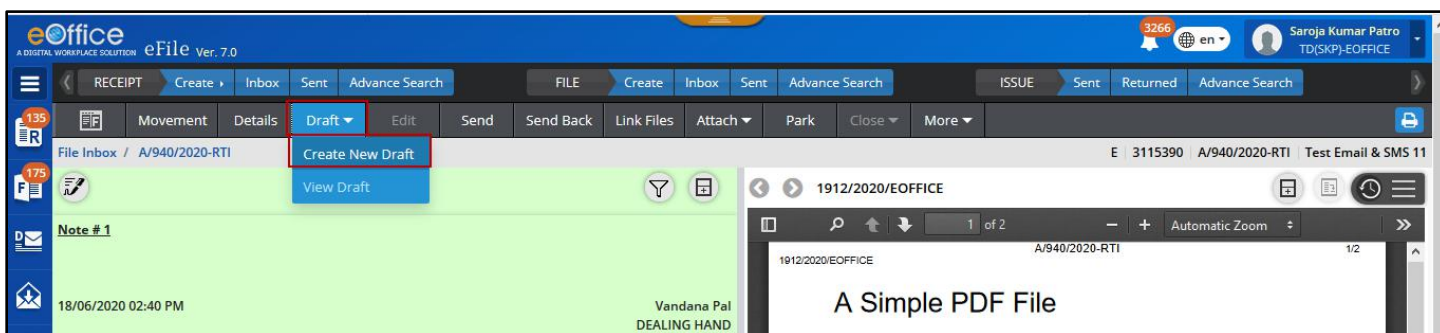 eOffice
A DIGITAL WORKPLACE SOLUTION eFile Ver. 7.0
3266 en Saroja Kumar Patro
TD(SKP)-EOFFICE
RECEIPT Create Inbox Sent Advance Search FILE Create Inbox Sent Advance Search ISSUE Sent Returned Advance Search
135 R Movement Details Draft Edit Send Send Back Link Files Attach Park Close More
File Inbox / A/940/2020-RTI E 3115390 A/940/2020-RTI Test Email & SMS 11
Create New Draft
175 F View Draft 1912/2020/EOFFICE
D Note # 1 1 of 2 Automatic Zoom
1912/2020/EOFFICE A/940/2020-RTI 1/2
18/06/2020 02:40 PM Vandana Pal A Simple PDF File
DEALING HAND